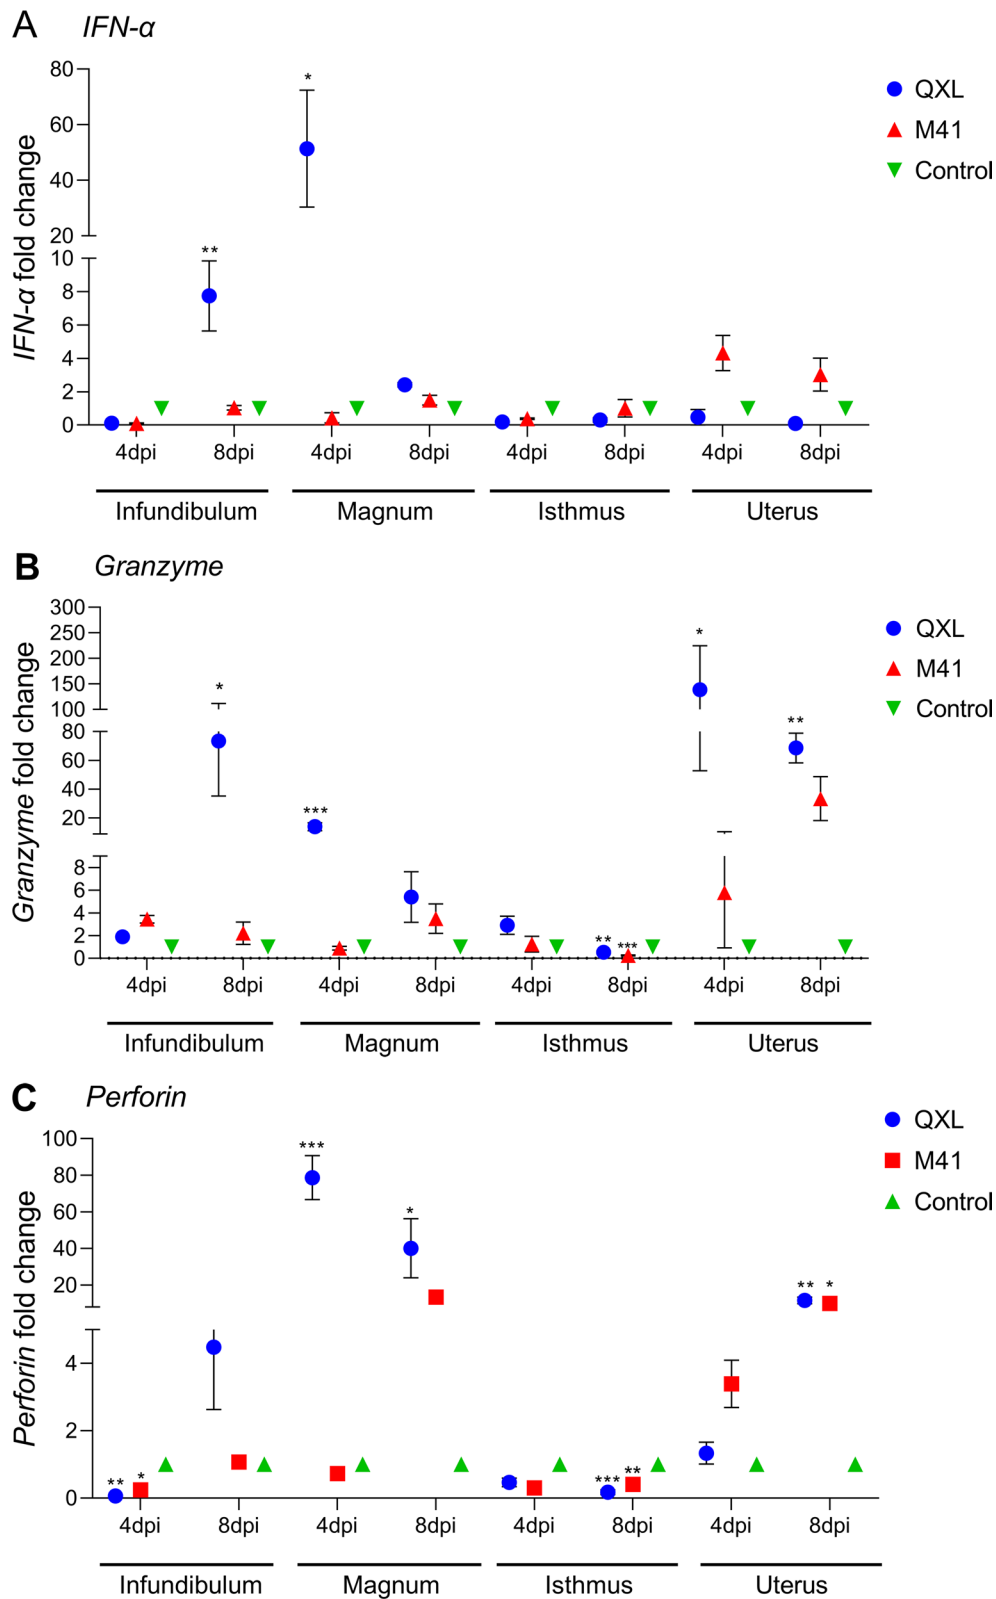 A IFN-α
IFN-α fold change
80
60
40
20
10
8
6
4
2
0
*
**
QXL
M41
Control
4dpi 8dpi 4dpi 8dpi 4dpi 8dpi 4dpi 8dpi
Infundibulum Magnum Isthmus Uterus
B Granzyme
Granzyme fold change
300
250
200
150
100
80
60
40
20
8
6
4
2
0
*
*
**
***
** ***
QXL
M41
Control
4dpi 8dpi 4dpi 8dpi 4dpi 8dpi 4dpi 8dpi
Infundibulum Magnum Isthmus Uterus
C Perforin
Perforin fold change
100
80
60
40
20
4
2
0
***
*
** *
** *
*** **
QXL
M41
Control
4dpi 8dpi 4dpi 8dpi 4dpi 8dpi 4dpi 8dpi
Infundibulum Magnum Isthmus Uterus